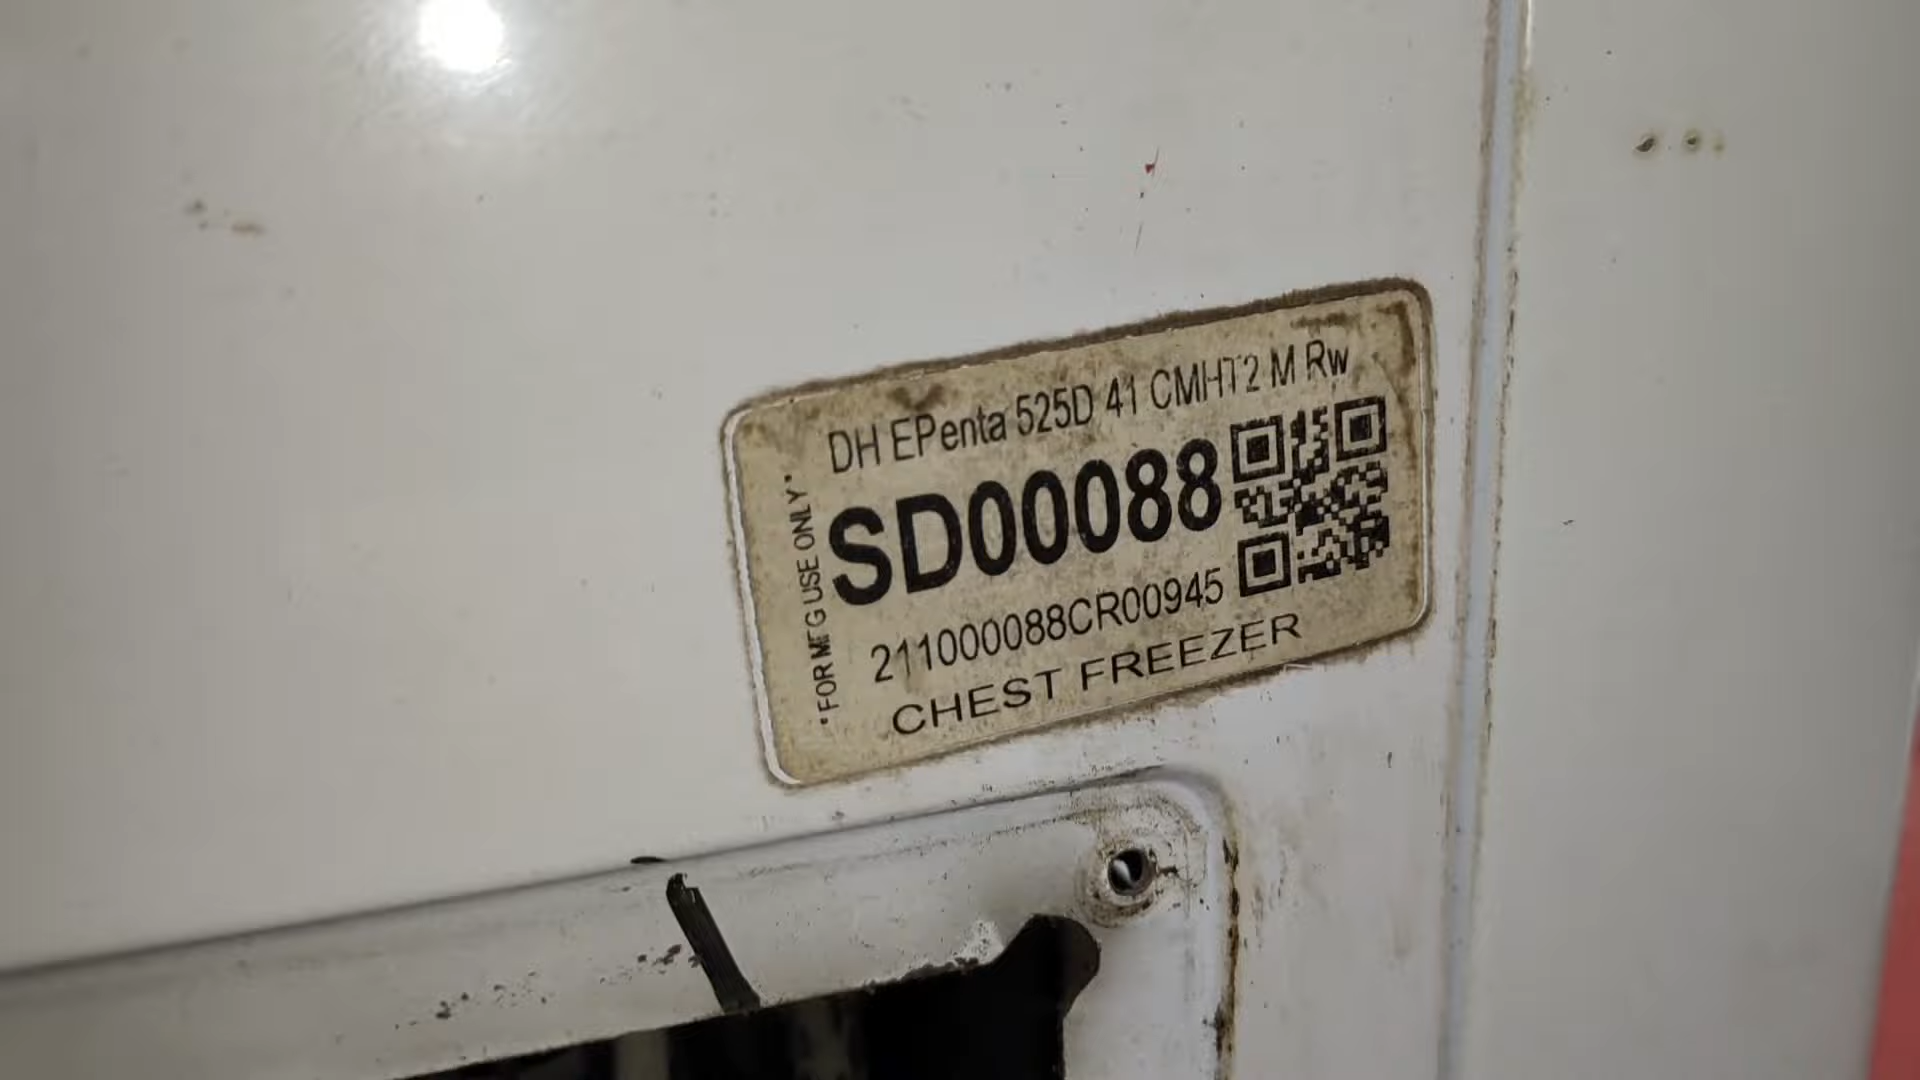 DH EPenta 525D 41 CMHT2 M Rw
*FOR MFG USE ONLY*
SD00088
211000088CR00945
CHEST FREEZER